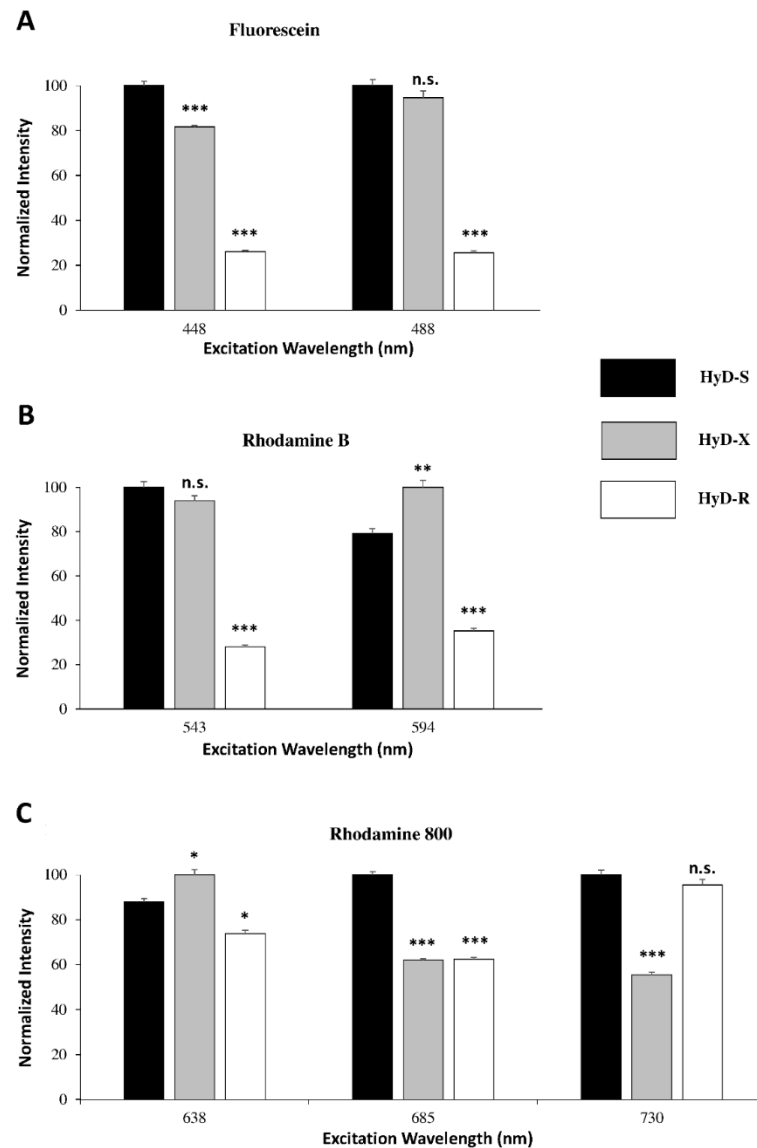 A
Fluorescein
Normalized Intensity
100
80
60
40
20
0
***
***
n.s.
***
448
488
Excitation Wavelength (nm)
HyD-S
HyD-X
HyD-R
B
Rhodamine B
Normalized Intensity
100
80
60
40
20
0
n.s.
***
**
***
543
594
Excitation Wavelength (nm)
C
Rhodamine 800
Normalized Intensity
100
80
60
40
20
0
*
*
***
***
***
n.s.
638
685
730
Excitation Wavelength (nm)